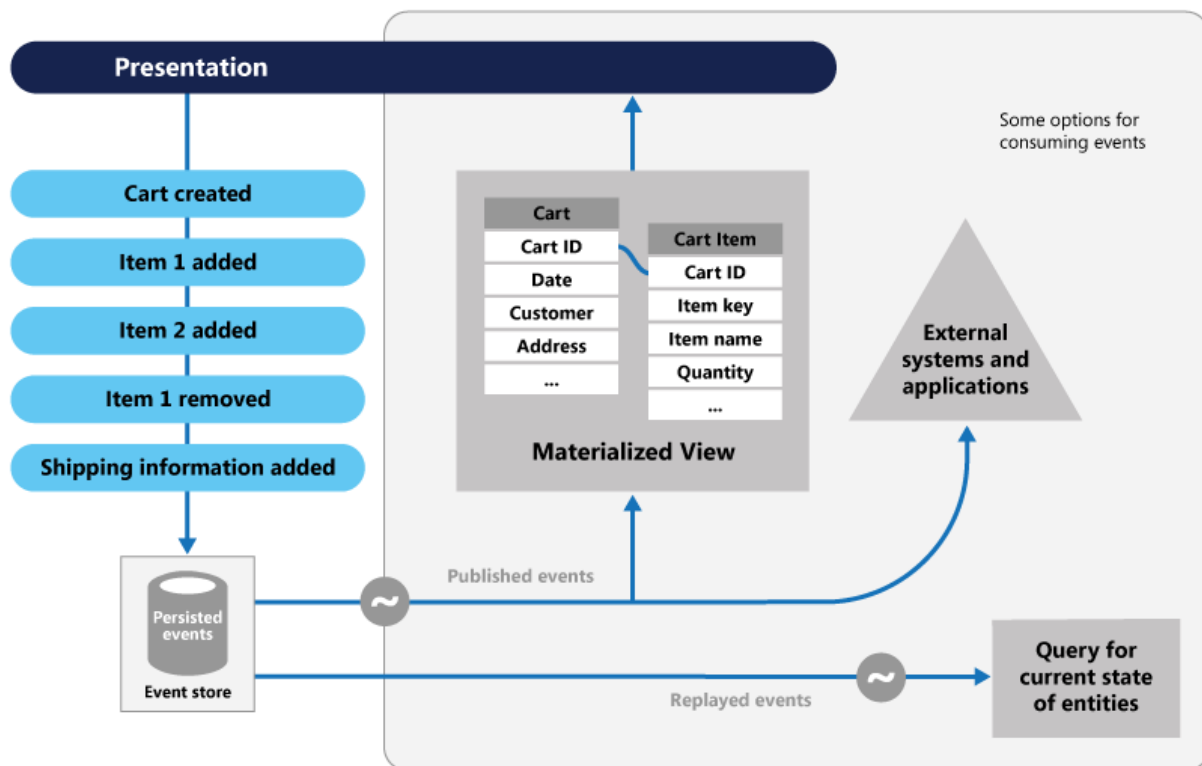 Presentation
Some options for
consuming events
Cart created
Item 1 added
Item 2 added
Item 1 removed
Shipping information added
Cart
Cart ID
Date
Customer
Address
...
Cart Item
Cart ID
Item key
Item name
Quantity
...
Materialized View
External
systems and
applications
Published events
~
Persisted
events
Event store
Replayed events
~
Query for
current state
of entities